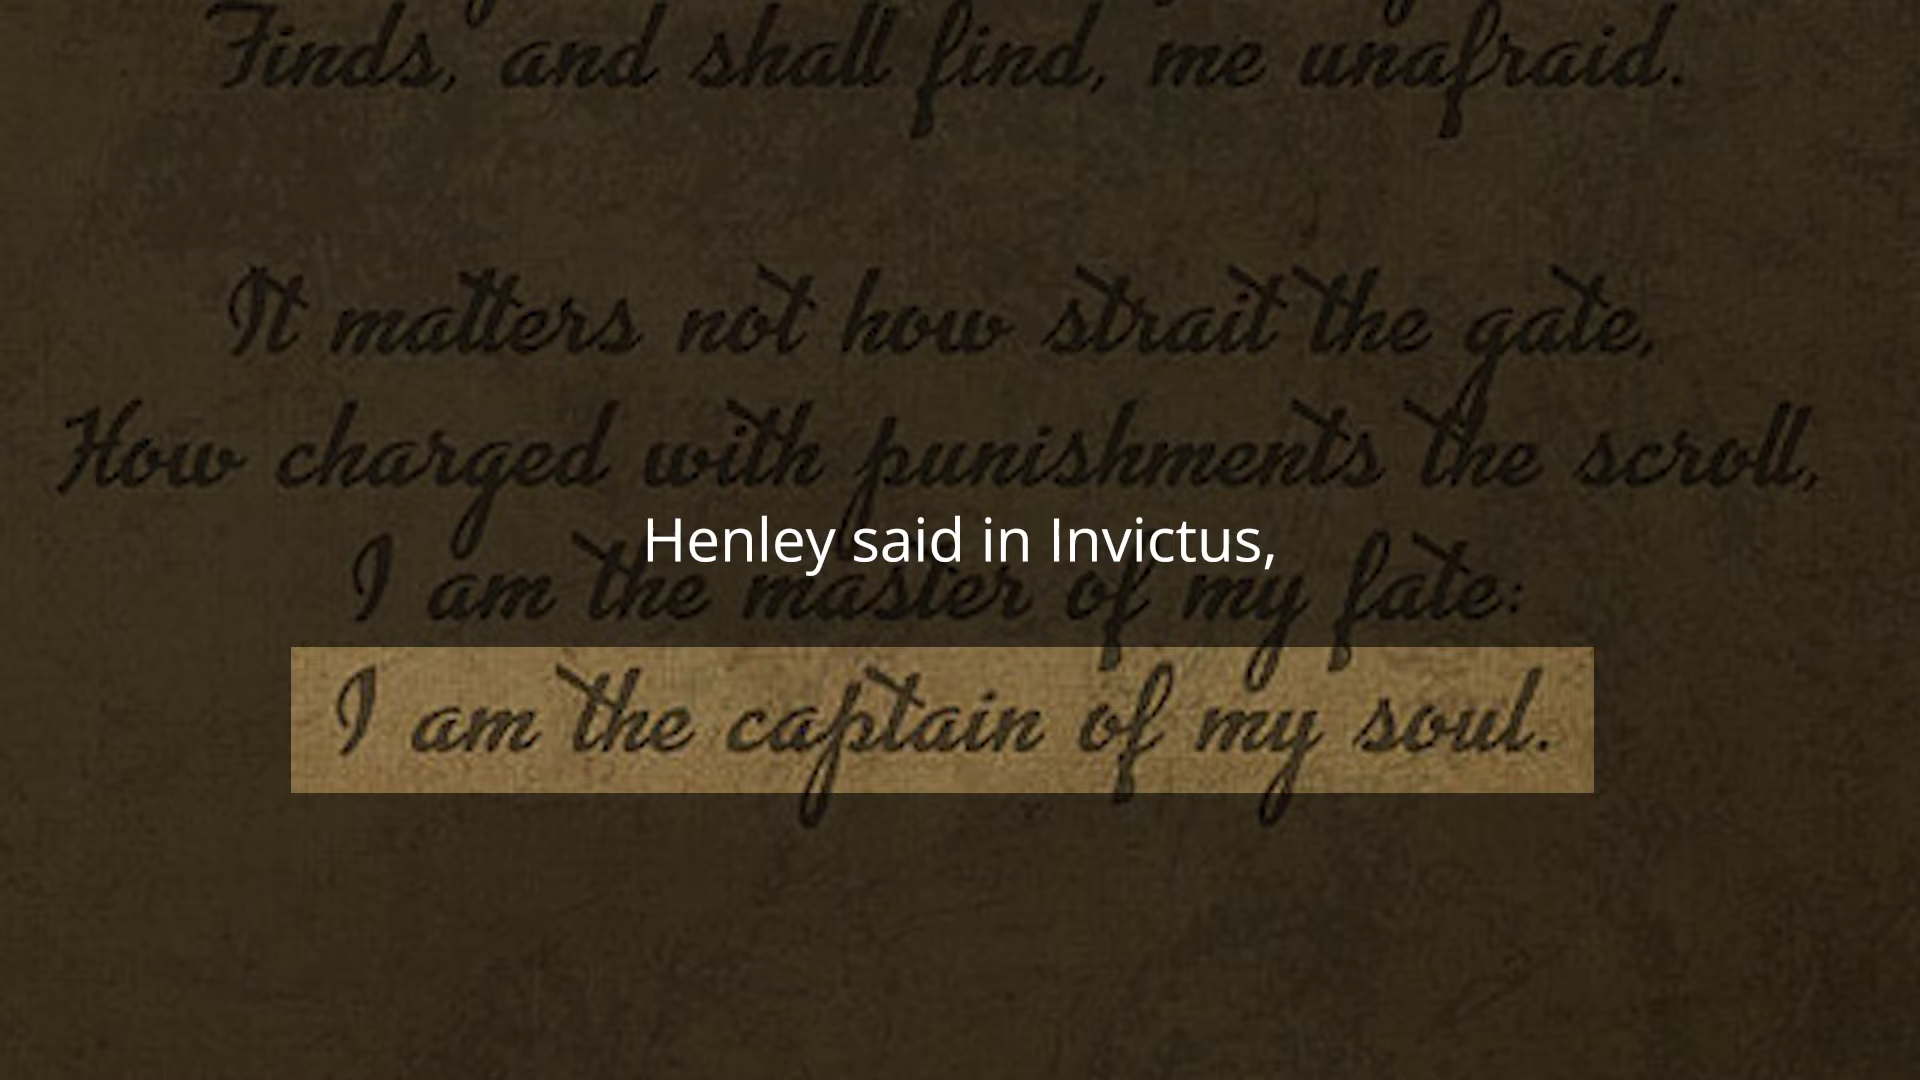 Finds, and shall find, me unafraid.
It matters not how strait the gate,
How charged with punishments the scroll,
Henley said in Invictus,
I am the master of my fate:
I am the captain of my soul.